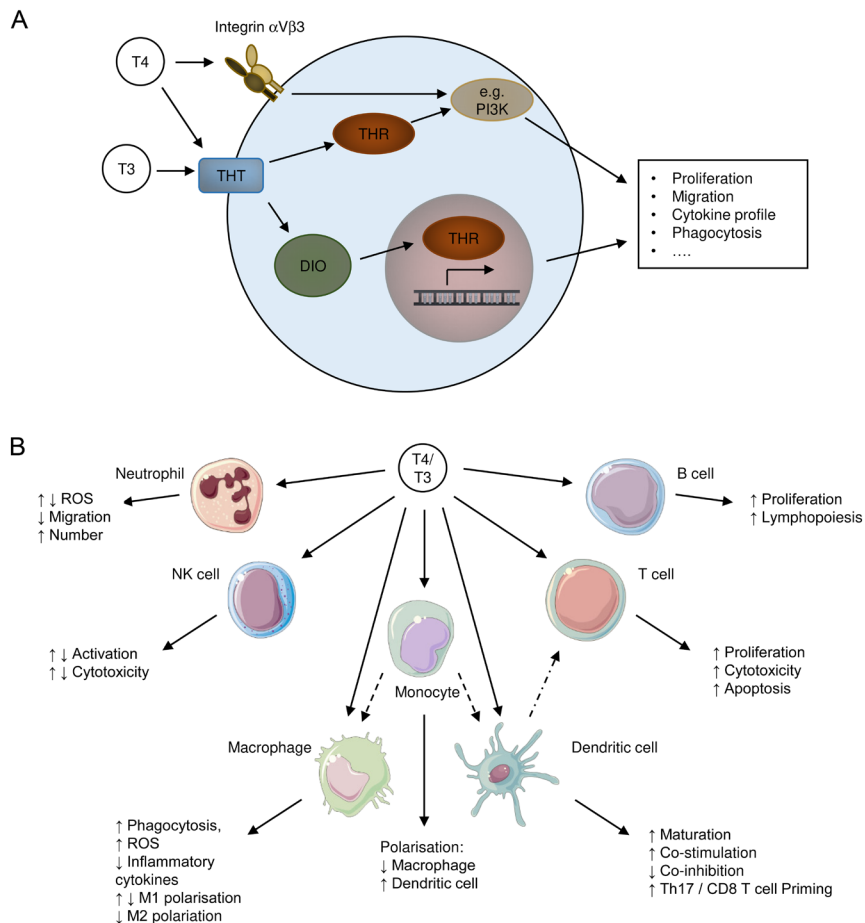 A
Integrin αVβ3
T4
e.g.
PI3K
THR
T3
THT
• Proliferation
• Migration
• Cytokine profile
• Phagocytosis
• ….
THR
DIO
B
T4/
T3
Neutrophil
↑ ↓ ROS
↓ Migration
↑ Number
B cell
↑ Proliferation
↑ Lymphopoiesis
NK cell
↑ ↓ Activation
↑ ↓ Cytotoxicity
T cell
↑ Proliferation
↑ Cytotoxicity
↑ Apoptosis
Monocyte
Macrophage
Dendritic cell
↑ Phagocytosis,
↑ ROS
↓ Inflammatory
cytokines
↑ ↓ M1 polarisation
↓ M2 polariation
Polarisation:
↓ Macrophage
↑ Dendritic cell
↑ Maturation
↑ Co-stimulation
↓ Co-inhibition
↑ Th17 / CD8 T cell Priming